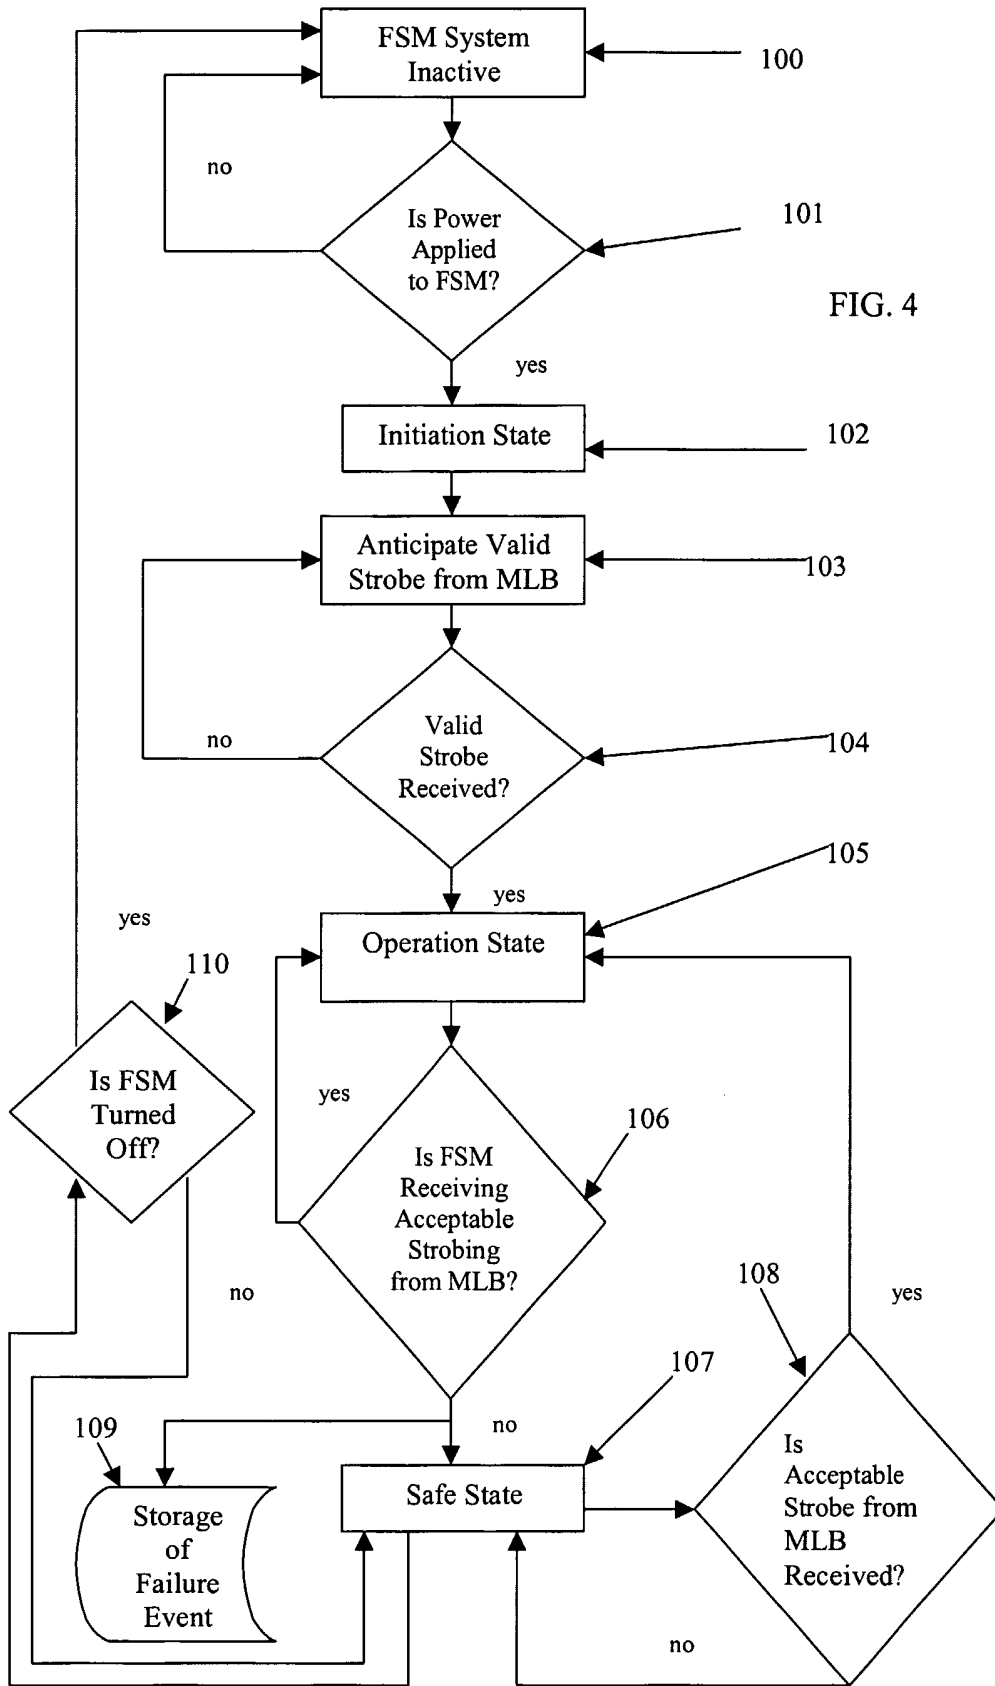 FSM System
Inactive
100
no
Is Power
Applied
to FSM?
101
FIG. 4
yes
Initiation State
102
Anticipate Valid
Strobe from MLB
103
no
Valid
Strobe
Received?
104
105
yes
yes
Operation State
110
Is FSM
Turned
Off?
yes
106
Is FSM
Receiving
Acceptable
Strobing
from MLB?
no
108
yes
107
no
109
Safe State
Is
Acceptable
Strobe from
MLB
Received?
Storage
of
Failure
Event
no